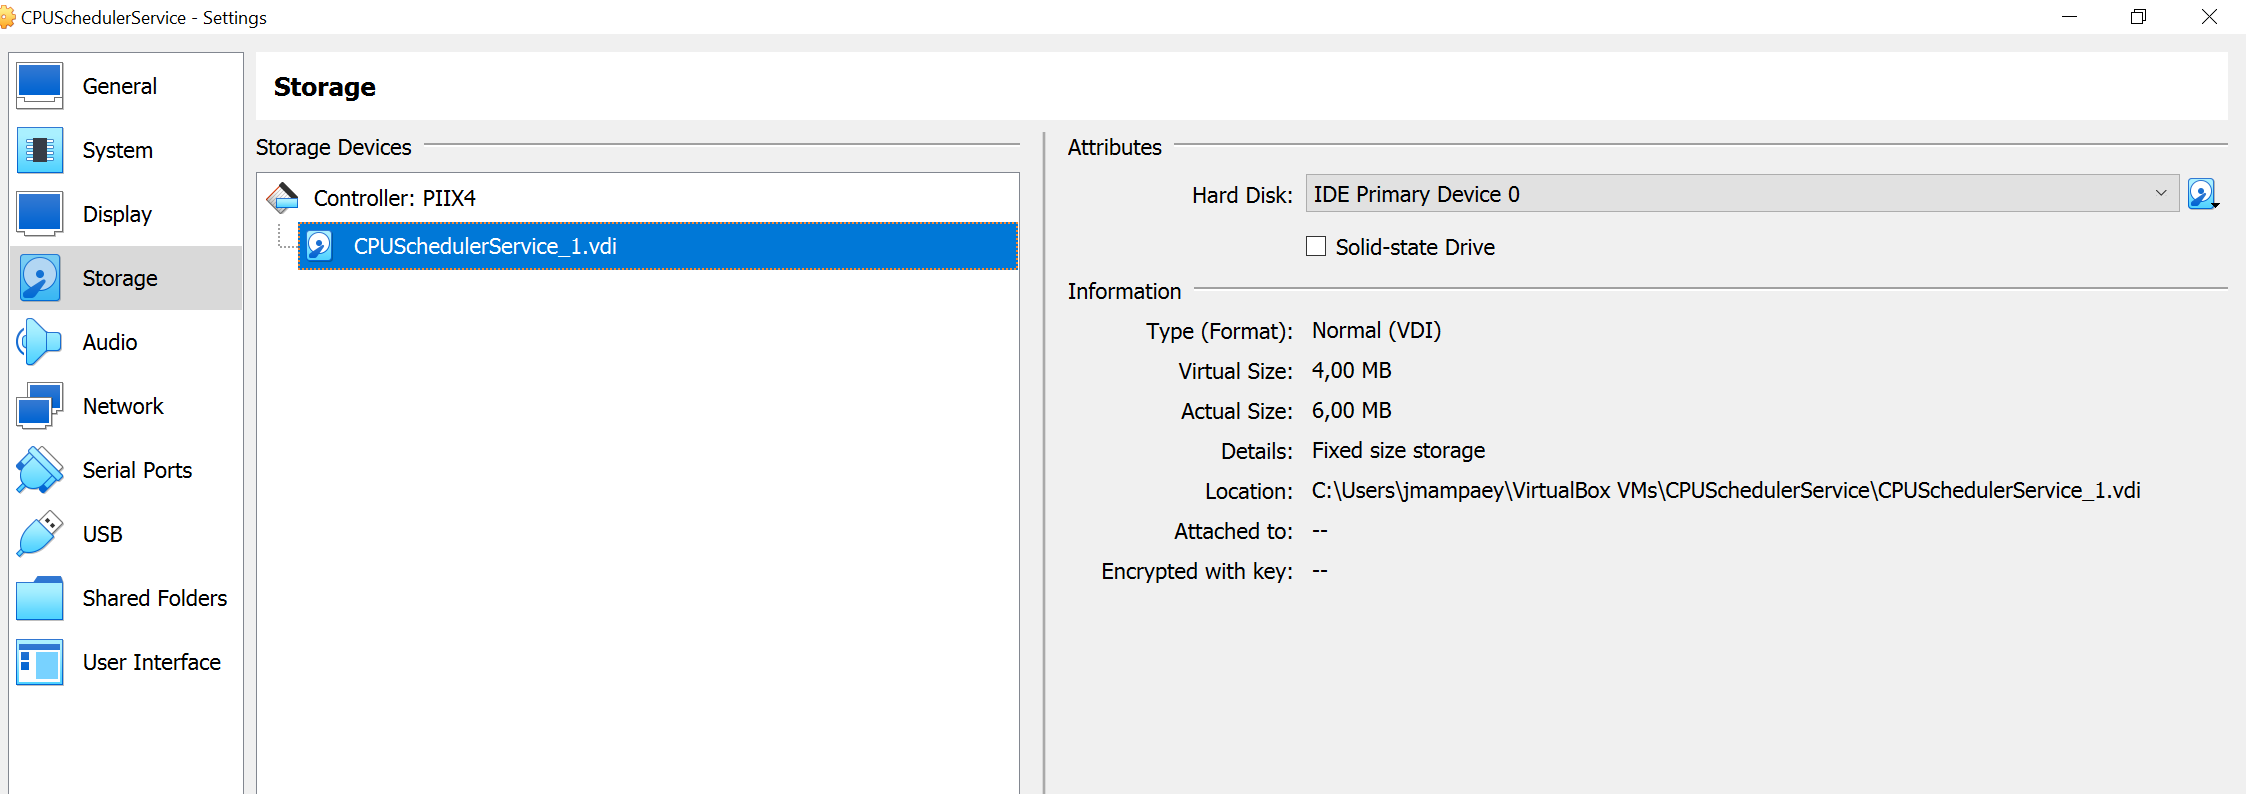 CPUSchedulerService - Settings
General
System
Display
Storage
Audio
Network
Serial Ports
USB
Shared Folders
User Interface
Storage
Storage Devices
Controller: PIIX4
CPUSchedulerService_1.vdi
Attributes
Hard Disk: IDE Primary Device 0
Solid-state Drive
Information
Type (Format): Normal (VDI)
Virtual Size: 4,00 MB
Actual Size: 6,00 MB
Details: Fixed size storage
Location: C:\Users\jmampaey\VirtualBox VMs\CPUSchedulerService\CPUSchedulerService_1.vdi
Attached to: --
Encrypted with key: --